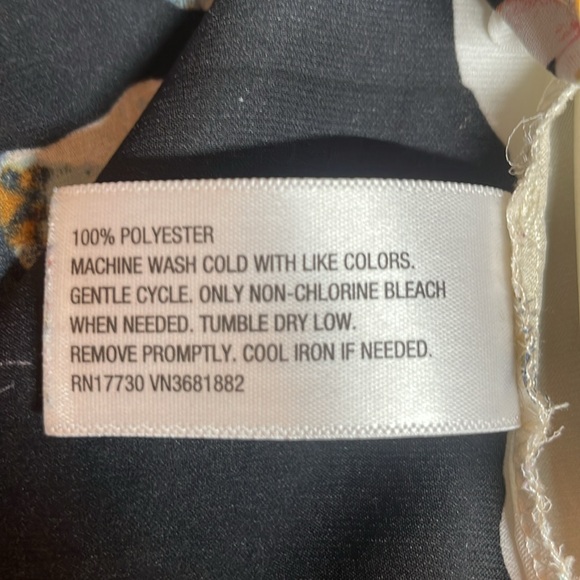 100% POLYESTER
MACHINE WASH COLD WITH LIKE COLORS.
GENTLE CYCLE. ONLY NON-CHLORINE BLEACH
WHEN NEEDED. TUMBLE DRY LOW.
REMOVE PROMPTLY. COOL IRON IF NEEDED.
RN17730 VN3681882